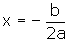 x = - b/2a